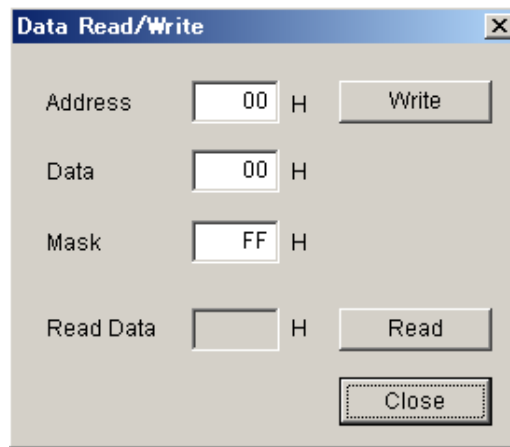 Data Read/Write
Address 00 H Write
Data 00 H
Mask FF H
Read Data H Read
Close